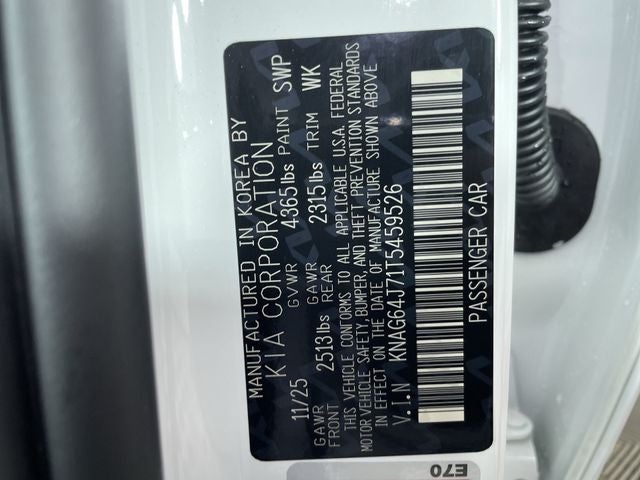 MANUFACTURED IN KOREA BY
KIA CORPORATION
11/25 GVWR 4365lbs PAINT SWP
GAWR FRONT 2513lbs GAWR REAR 2315lbs TRIM WK
THIS VEHICLE CONFORMS TO ALL APPLICABLE U.S.A. FEDERAL
MOTOR VEHICLE SAFETY, BUMPER, AND THEFT PREVENTION STANDARDS
IN EFFECT ON THE DATE OF MANUFACTURE SHOWN ABOVE
V.I.N KNAG64J71T5459526
PASSENGER CAR
E70